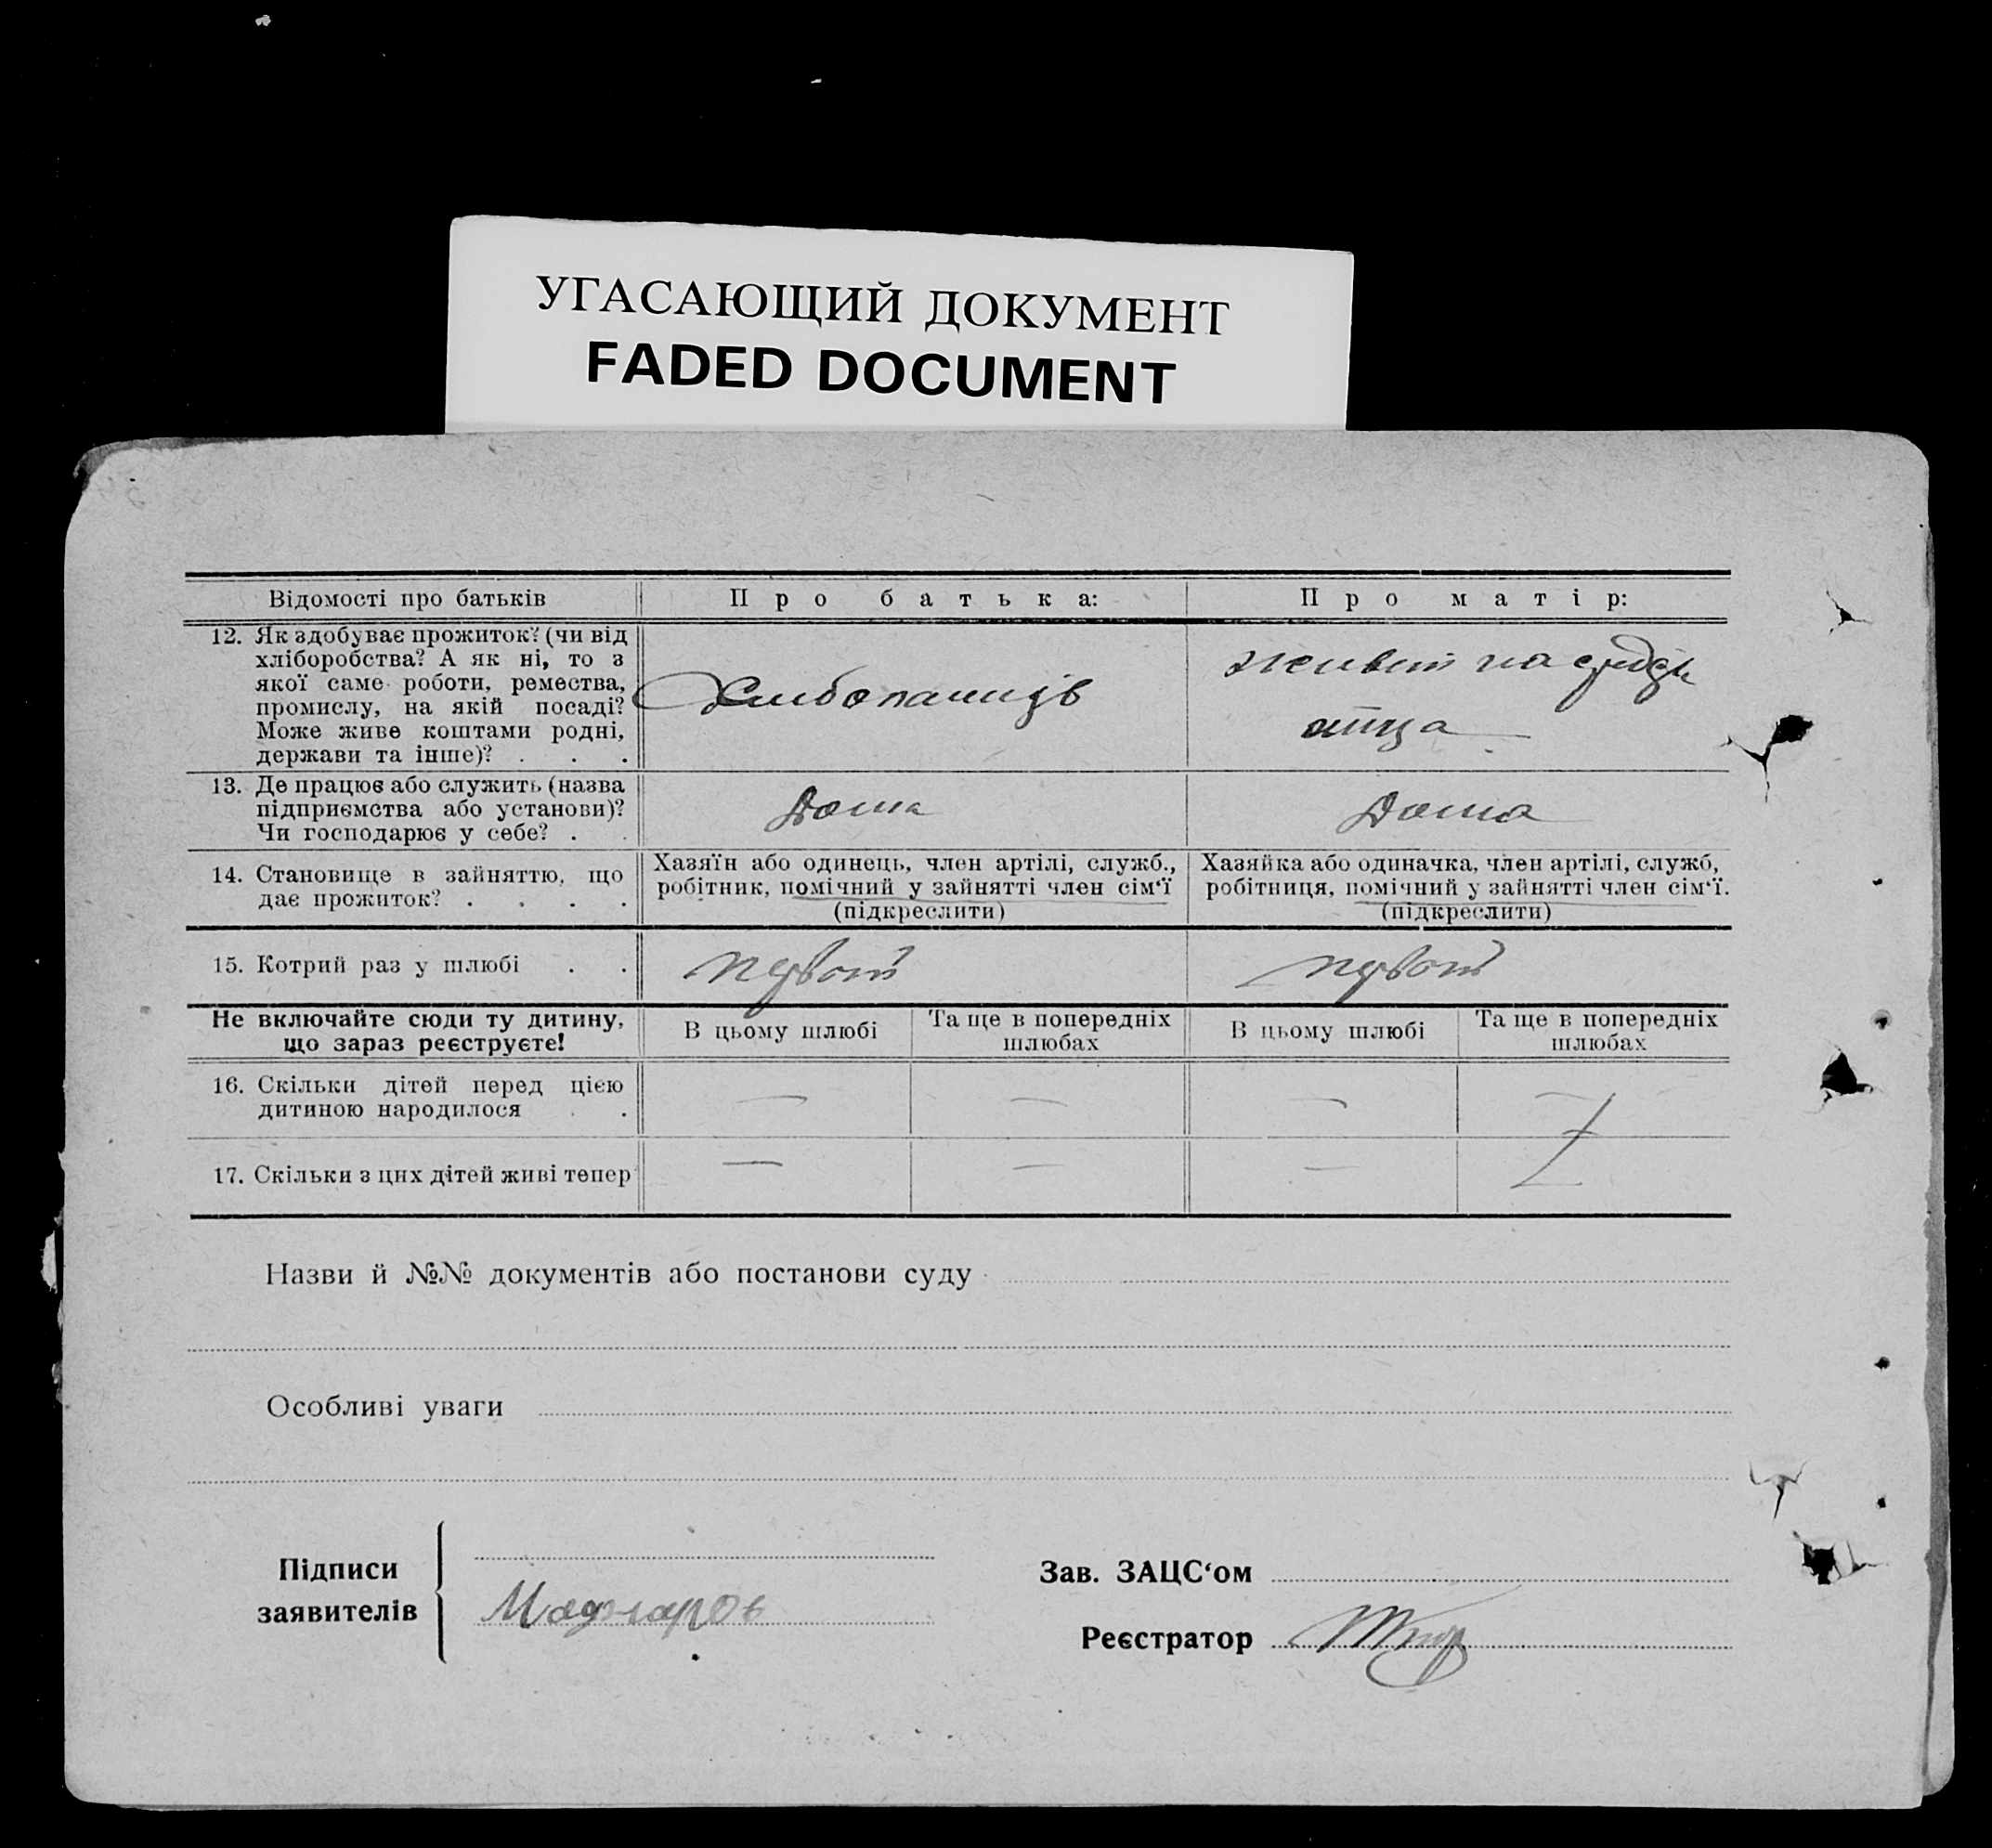 УГАСАЮЩИЙ ДОКУМЕНТ
FADED DOCUMENT
Відомості про батьків
Про батька:
Про матір:
12. Як здобуває прожиток? (чи від
хліборобства? А як ні, то з
якої саме роботи, ремества,
промислу, на якій посаді?
Може живе коштами родні,
держави та інше)? . . .
живет на
отца
13. Де працює або служить (назва
підприємства або установи)?
Чи господарює у себе? . .
Дома
Дома
14. Становище в зайняттю, що
дає прожиток? . . . .
Хазяїн або одинець, член артілі, служб.,
робітник, помічний у зайнятті член сім‘ї
(підкреслити)
Хазяйка або одиначка, член артілі, служб,
робітниця, помічний у зайнятті член сім‘ї.
(підкреслити)
15. Котрий раз у шлюбі . .
Не включайте сюди ту дитину,
що зараз реєструєте!
В цьому шлюбі
Та ще в попередніх
шлюбах
В цьому шлюбі
Та ще в попередніх
шлюбах
16. Скільки дітей перед цією
дитиною народилося . .
— — — —
17. Скільки з цих дітей живі тепер
— — —
Назви й №№ документів або постанови суду
Особливі уваги
Підписи
заявителів
Зав. ЗАЦС‘ом
Реєстратор